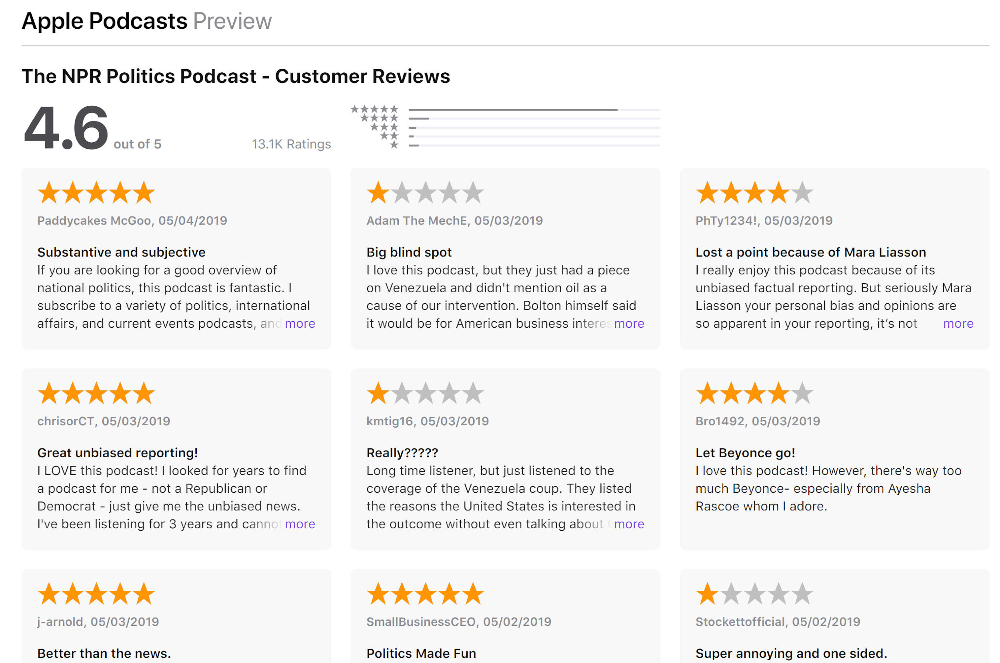 Apple Podcasts Preview
The NPR Politics Podcast - Customer Reviews
4.6 out of 5
13.1K Ratings
Paddycakes McGoo, 05/04/2019
Substantive and subjective
If you are looking for a good overview of
national politics, this podcast is fantastic. I
subscribe to a variety of politics, international
affairs, and current events podcasts, and more
Adam The MechE, 05/03/2019
Big blind spot
I love this podcast, but they just had a piece
on Venezuela and didn't mention oil as a
cause of our intervention. Bolton himself said
it would be for American business interes more
PhTy1234!, 05/03/2019
Lost a point because of Mara Liasson
I really enjoy this podcast because of its
unbiased factual reporting. But seriously Mara
Liasson your personal bias and opinions are
so apparent in your reporting, it’s not more
chrisorCT, 05/03/2019
Great unbiased reporting!
I LOVE this podcast! I looked for years to find
a podcast for me - not a Republican or
Democrat - just give me the unbiased news.
I've been listening for 3 years and cannot more
kmtig16, 05/03/2019
Really?????
Long time listener, but just listened to the
coverage of the Venezuela coup. They listed
the reasons the United States is interested in
the outcome without even talking about more
Bro1492, 05/03/2019
Let Beyonce go!
I love this podcast! However, there's way too
much Beyonce- especially from Ayesha
Rascoe whom I adore.
j-arnold, 05/03/2019
Better than the news.
SmallBusinessCEO, 05/02/2019
Politics Made Fun
Stockettofficial, 05/02/2019
Super annoying and one sided.